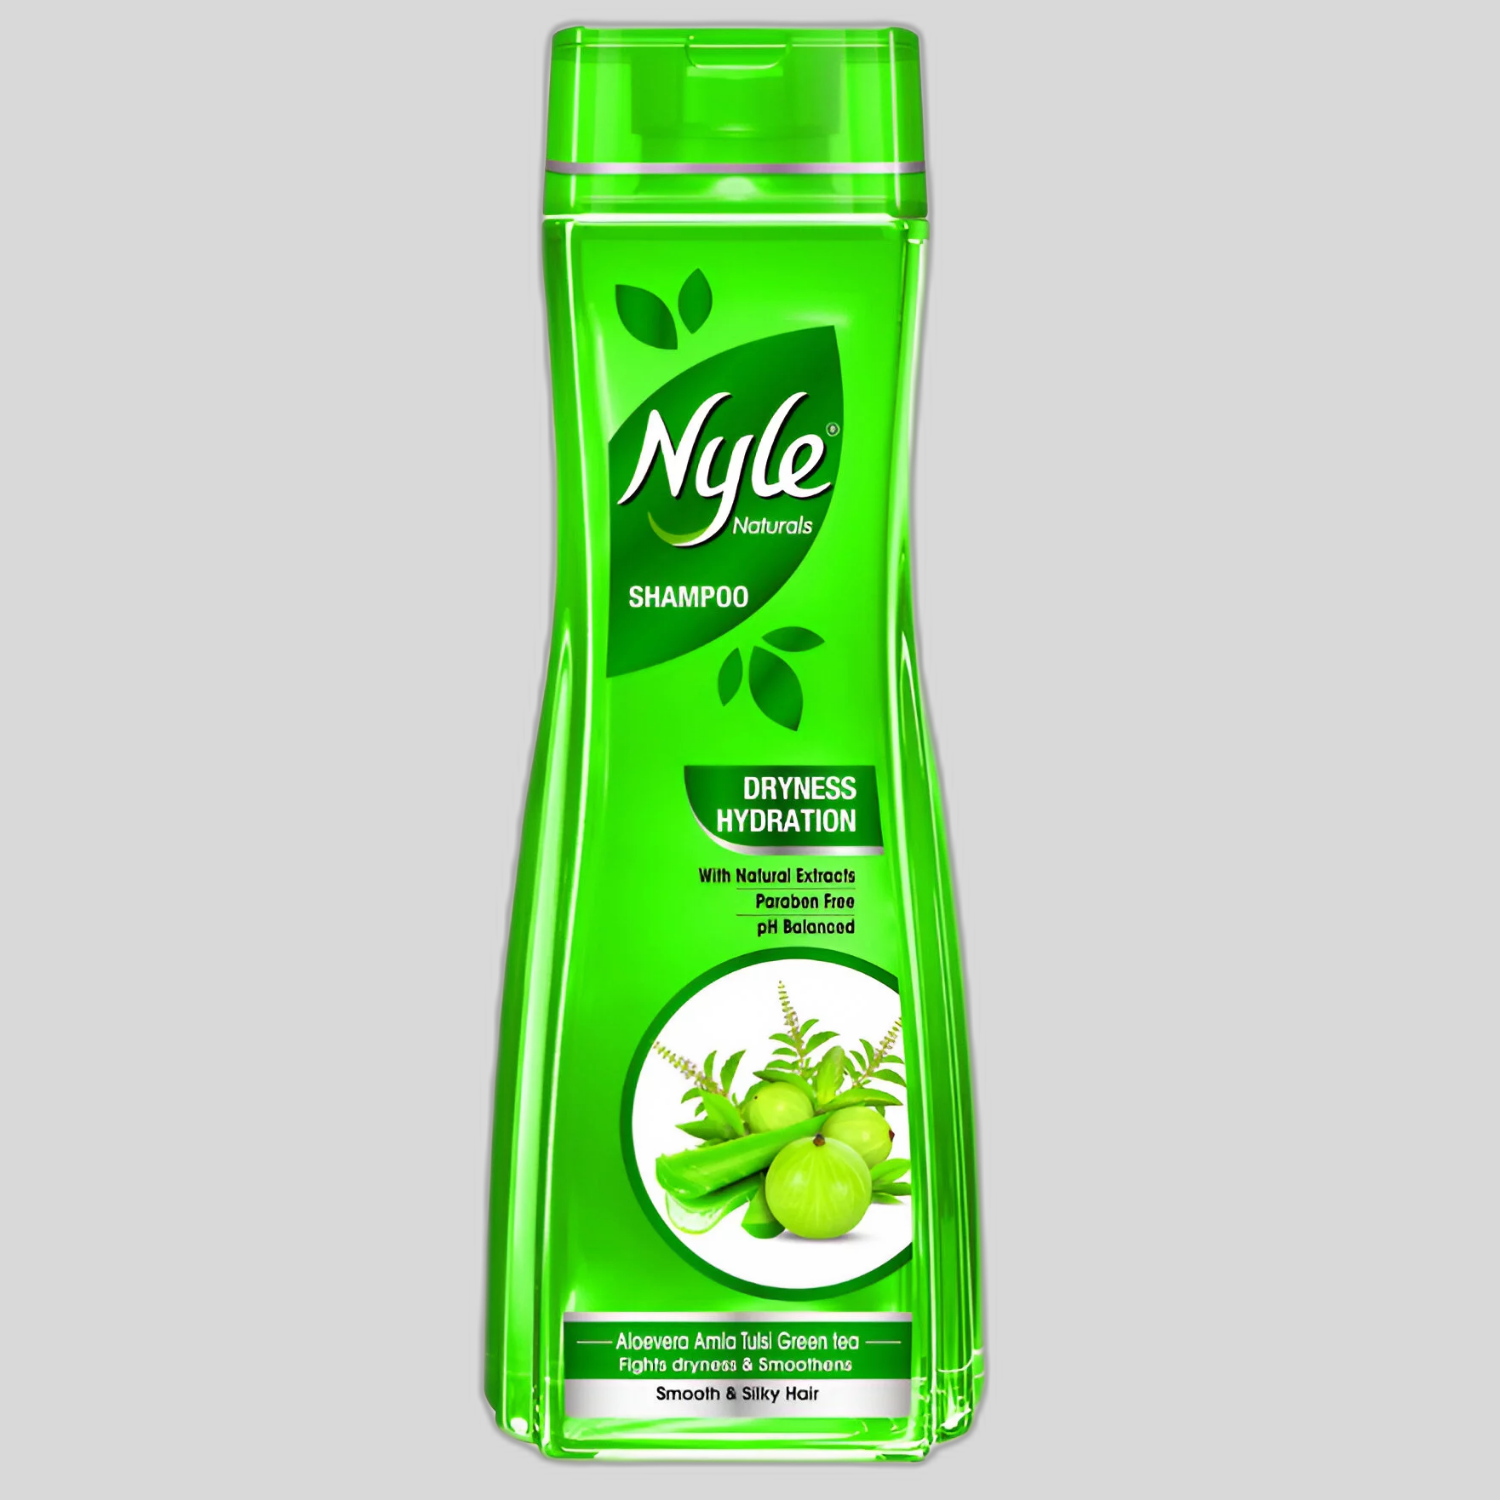 Nyle®
Naturals
SHAMPOO
DRYNESS
HYDRATION
With Natural Extracts
Paraben Free
pH Balanced
Aloevera Amla Tulsi Green tea
Fights dryness & Smoothens
Smooth & Silky Hair